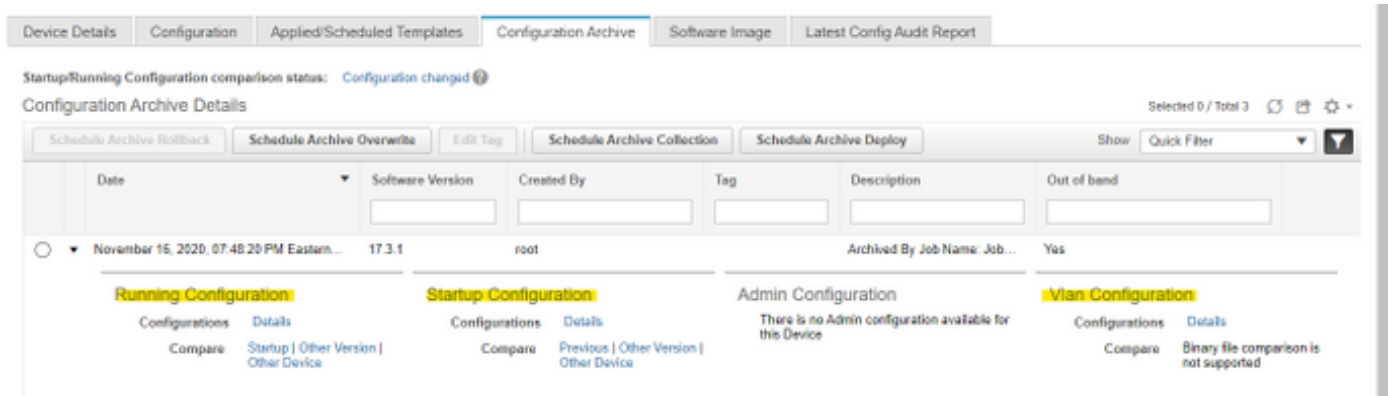 Device Details Configuration Applied/Scheduled Templates Configuration Archive Software Image Latest Config Audit Report
Startup/Running Configuration comparison status: Configuration changed ?
Configuration Archive Details Selected 0 / Total 3
Schedule Archive Rollback Schedule Archive Overwrite Edit Tag Schedule Archive Collection Schedule Archive Deploy Show Quick Filter
Date Software Version Created By Tag Description Out of band
November 16, 2020, 07:48:20 PM Eastern... 17.3.1 root Archived By Job Name: Job... Yes
Running Configuration Startup Configuration Admin Configuration Vlan Configuration
Configurations Details Configurations Details There is no Admin configuration available for Configurations Details
this Device
Compare Startup | Other Version | Compare Previous | Other Version | Compare Binary file comparison is
Other Device Other Device not supported